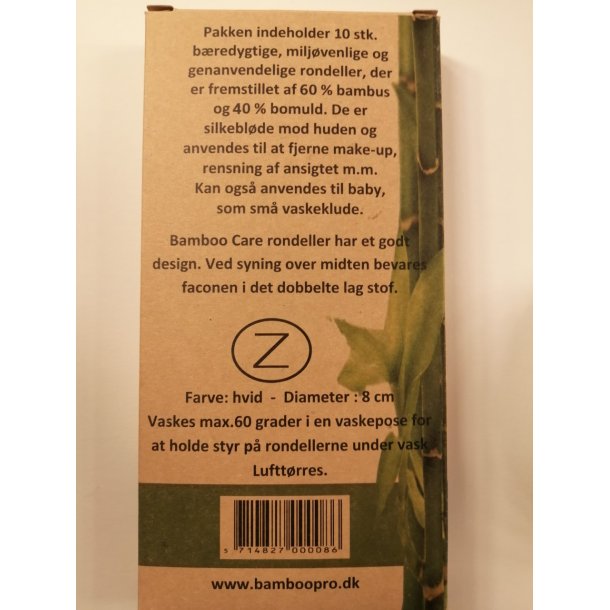 Pakken indeholder 10 stk.
bæredygtige, miljøvenlige og
genanvendelige rondeller, der
er fremstillet af 60 % bambus
og 40 % bomuld. De er
silkebløde mod huden og
anvendes til at fjerne make-up,
rensning af ansigtet m.m.
Kan også anvendes til baby,
som små vaskeklude.
Bamboo Care rondeller har et godt
design. Ved syning over midten bevares
faconen i det dobbelte lag stof.
Z
Farve: hvid - Diameter : 8 cm
Vaskes max.60 grader i en vaskepose for
at holde styr på rondellerne under vask
Lufttørres.
5 714827 000086
www.bamboopro.dk